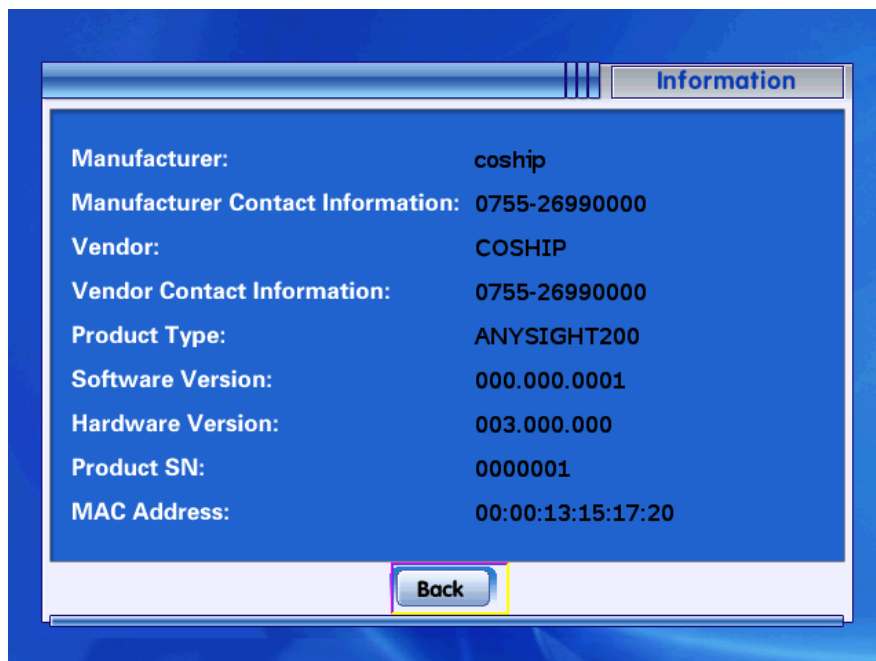 Information
Manufacturer: coship
Manufacturer Contact Information: 0755-26990000
Vendor: COSHIP
Vendor Contact Information: 0755-26990000
Product Type: ANYSIGHT200
Software Version: 000.000.0001
Hardware Version: 003.000.000
Product SN: 0000001
MAC Address: 00:00:13:15:17:20
Back